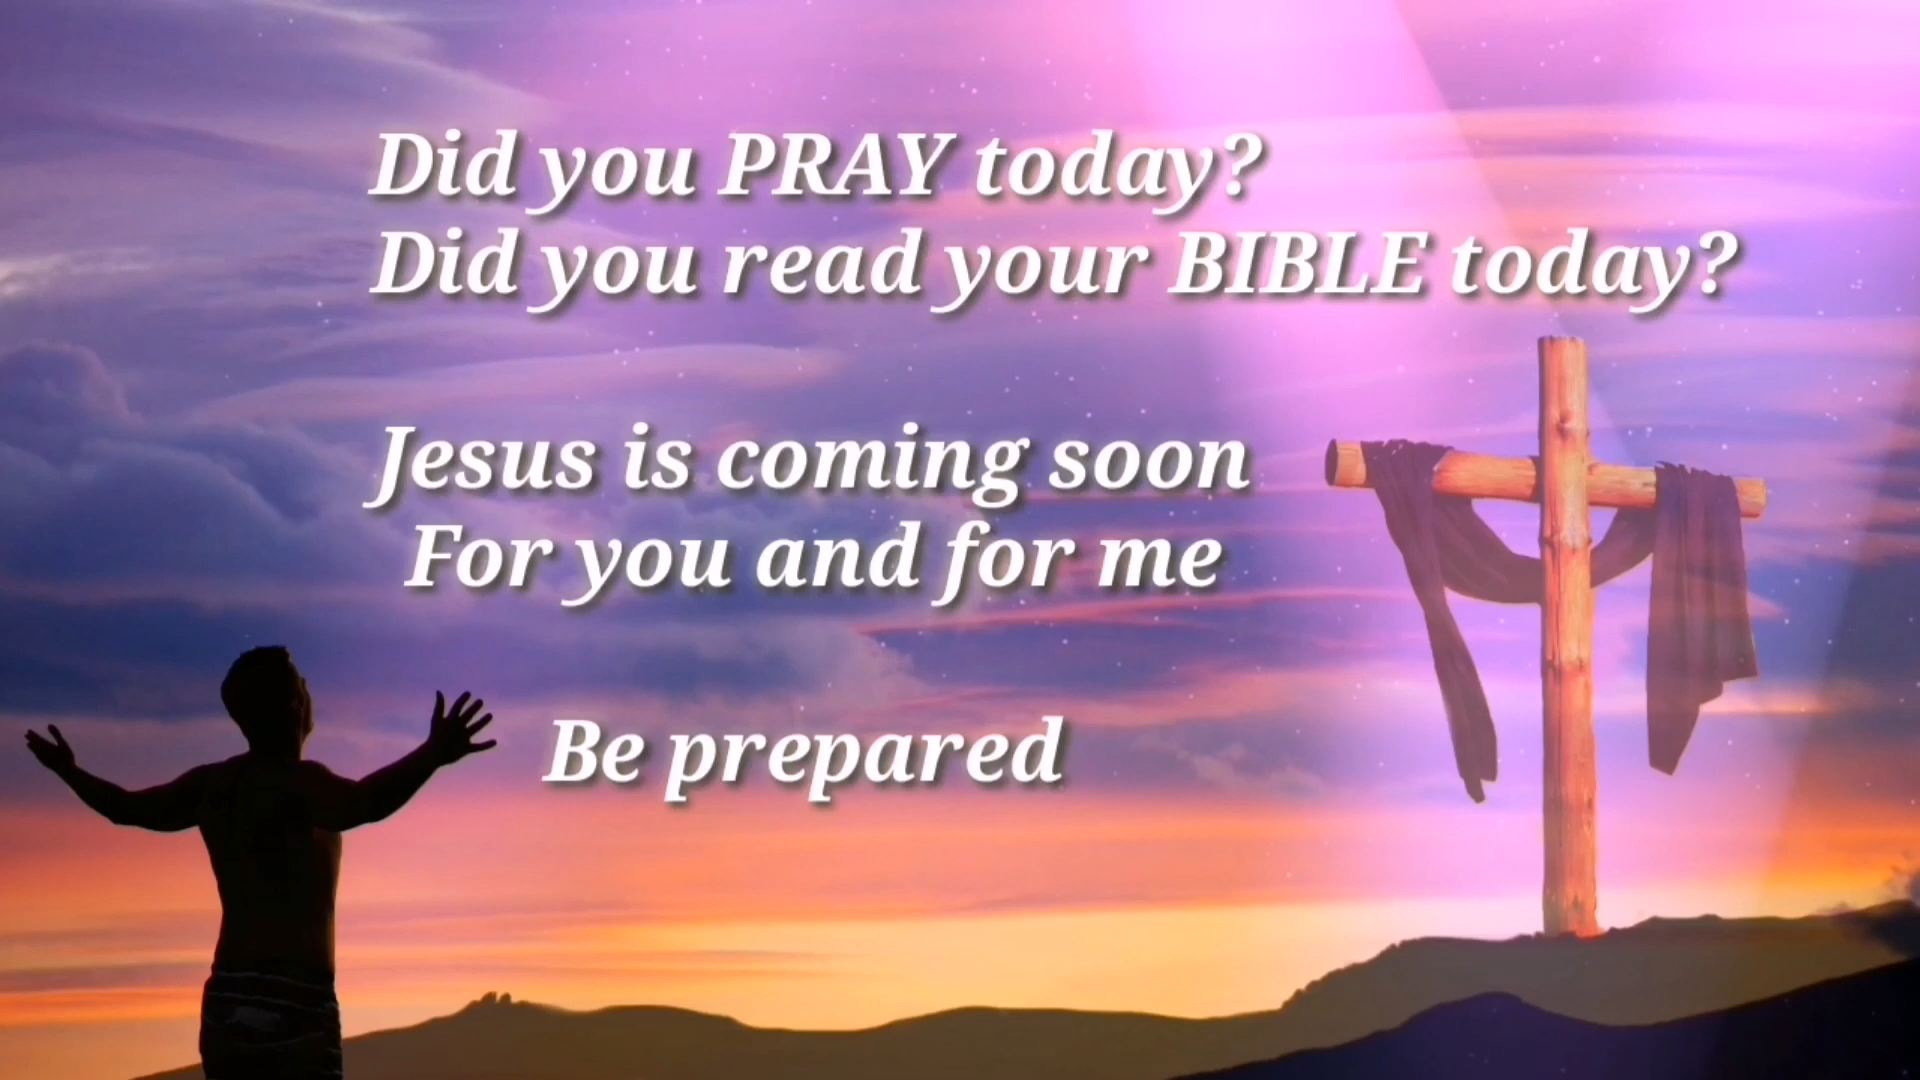 Did you PRAY today?
Did you read your BIBLE today?
Jesus is coming soon
For you and for me
Be prepared